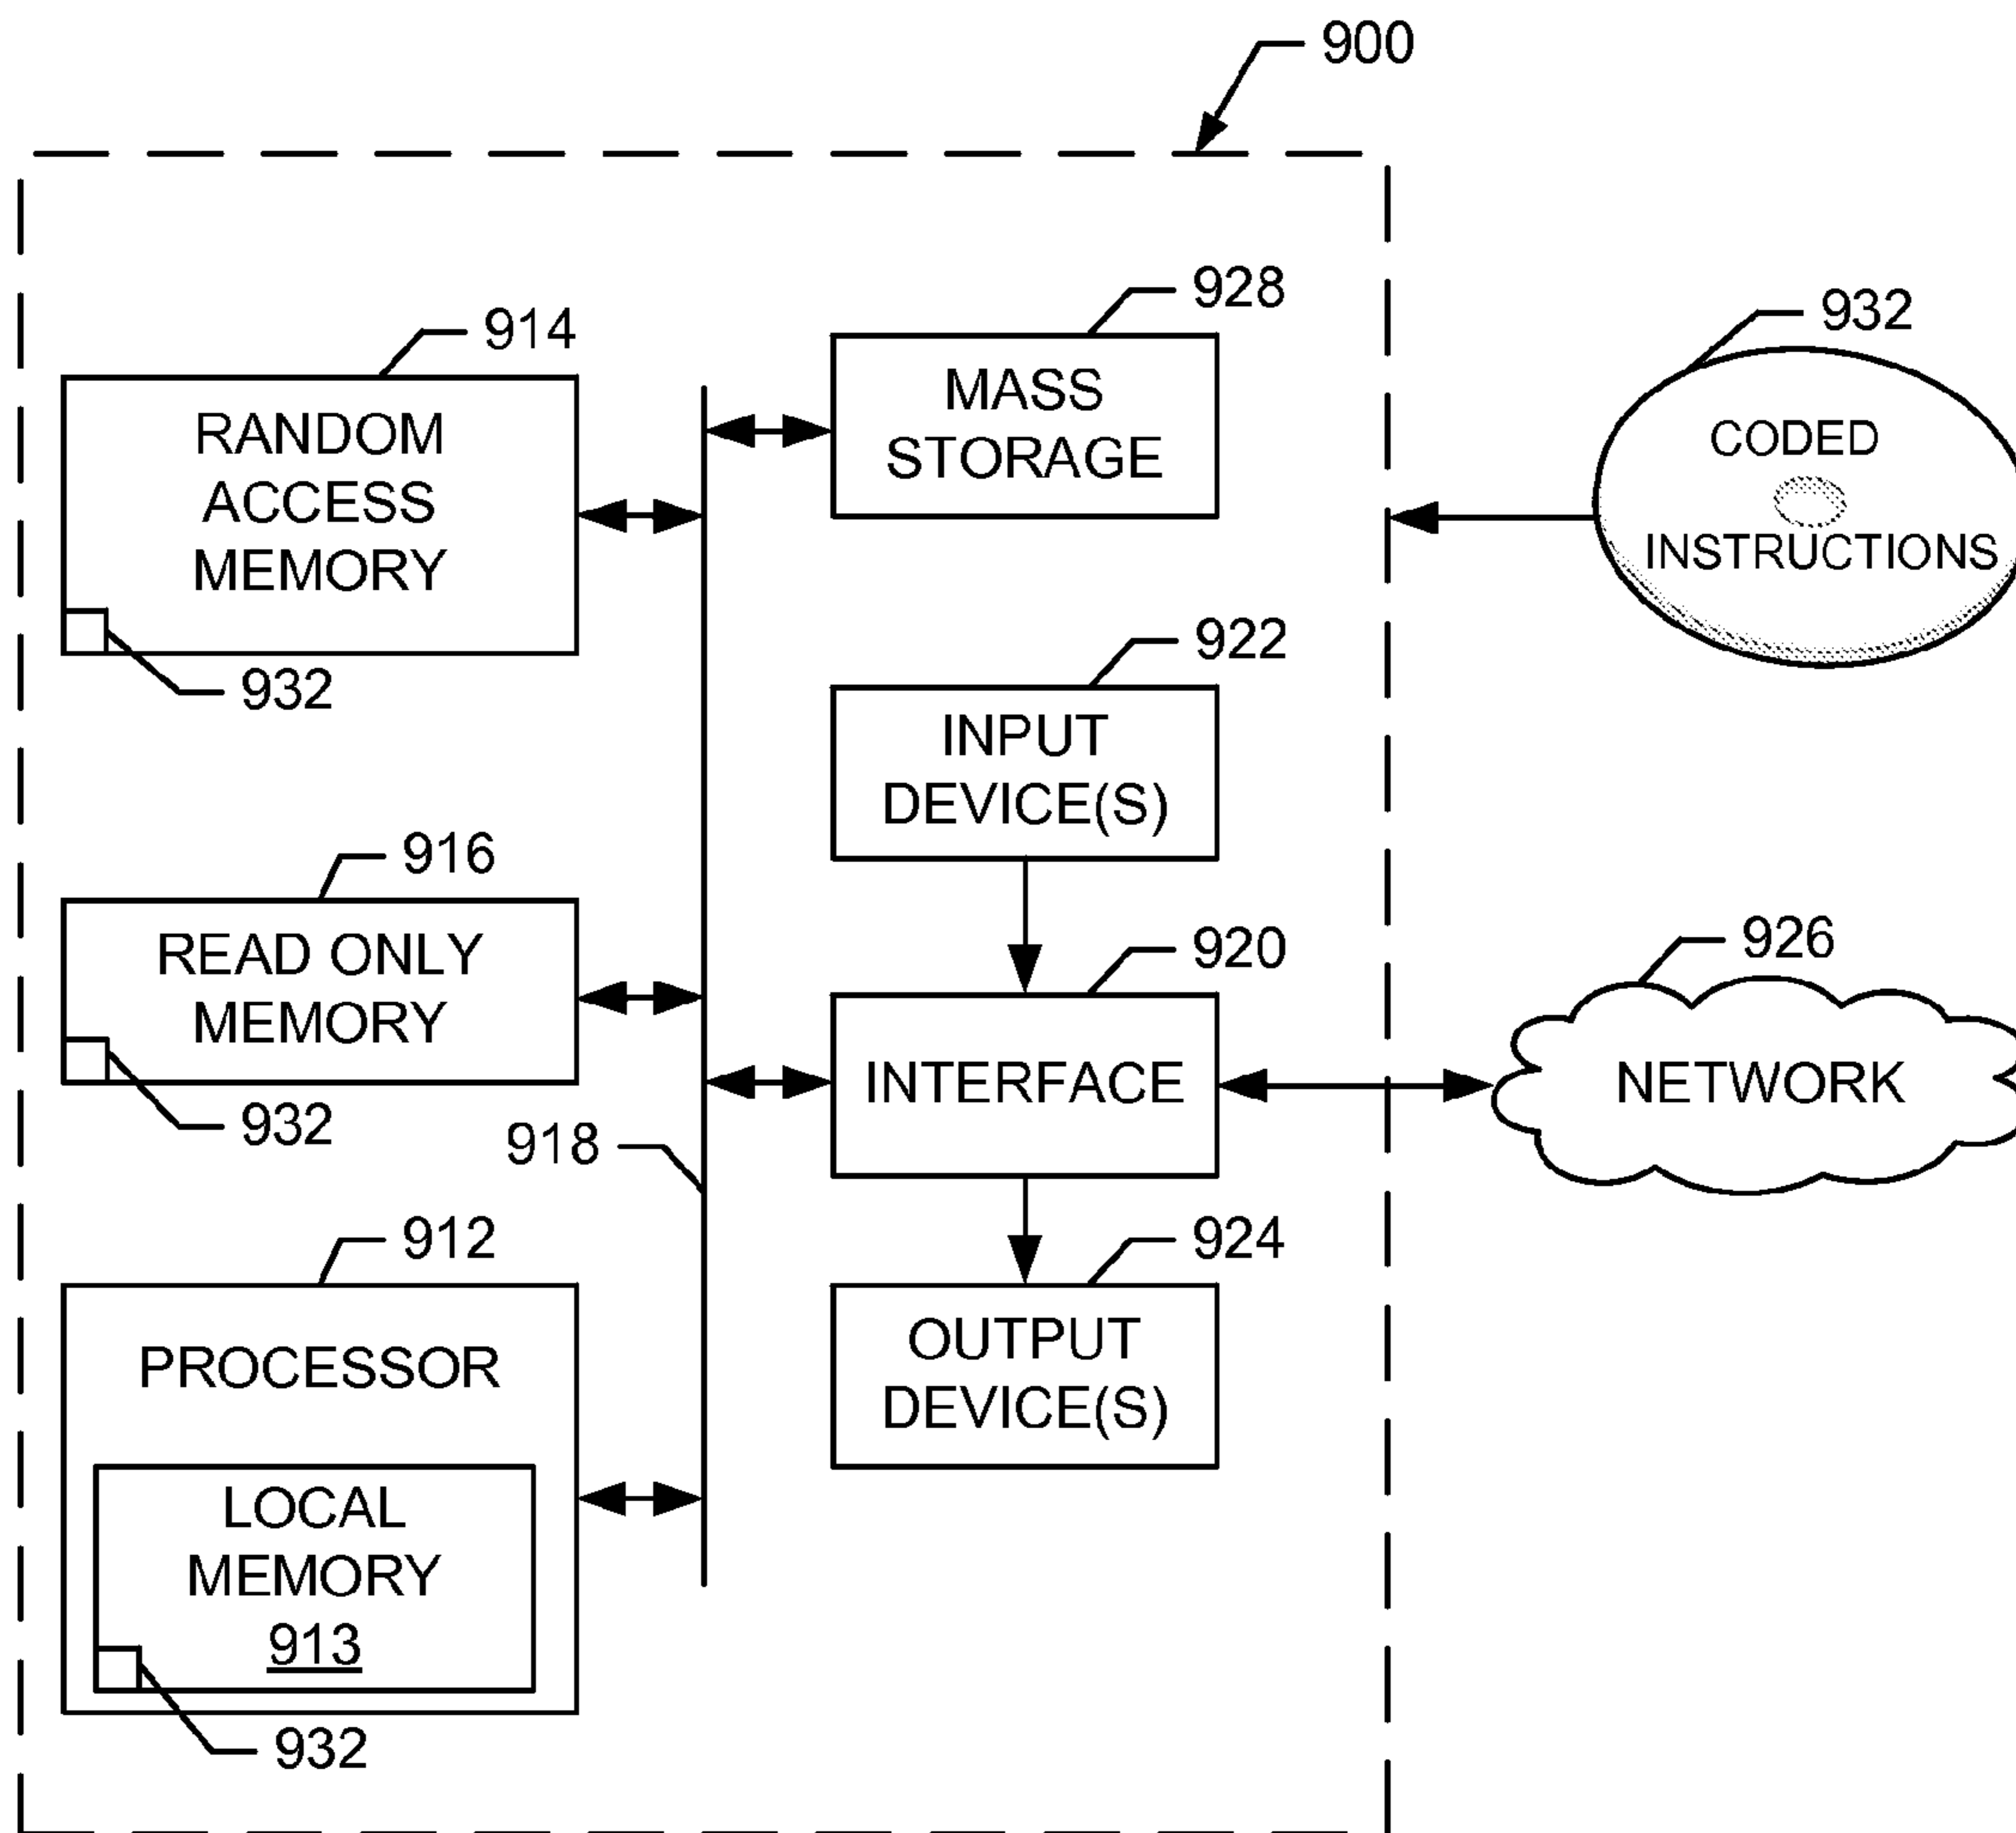 900
928
932
914
MASS
STORAGE
RANDOM
ACCESS
MEMORY
CODED
INSTRUCTIONS
932
922
INPUT
DEVICE(S)
916
READ ONLY
MEMORY
920
926
INTERFACE
NETWORK
932
918
912
924
PROCESSOR
OUTPUT
DEVICE(S)
LOCAL
MEMORY
913
932